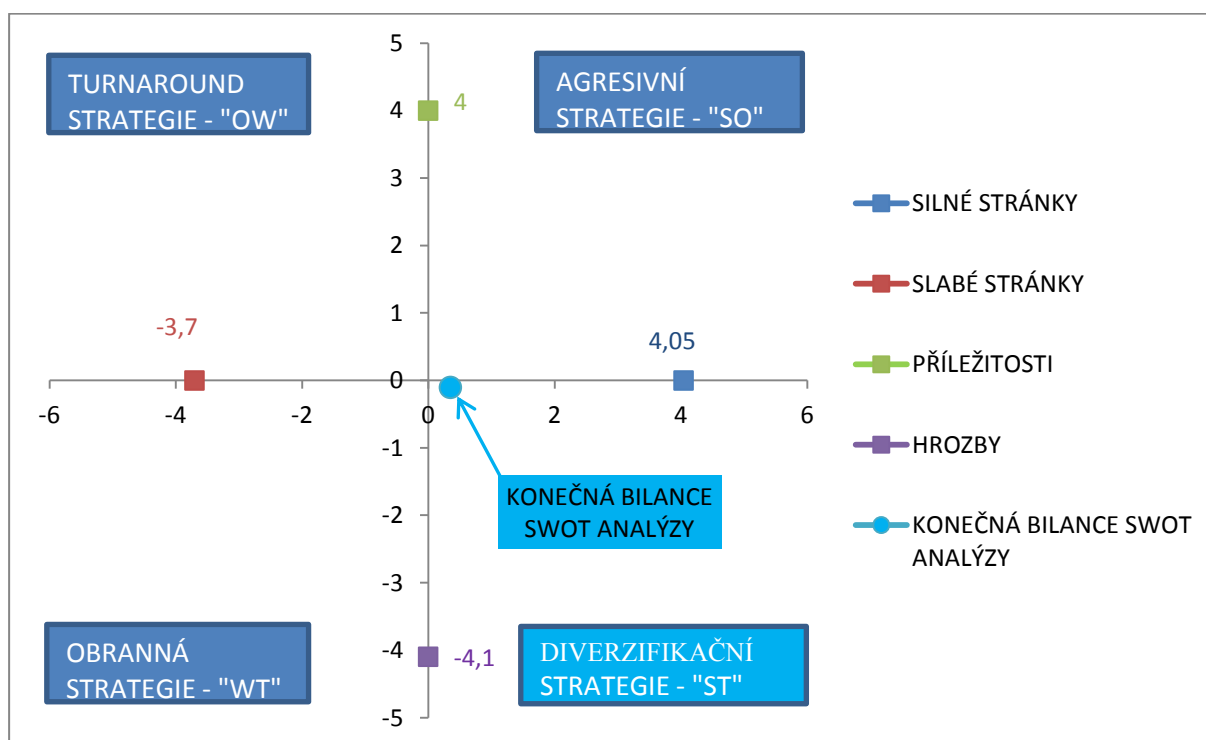 TURNAROUND
STRATEGIE - "OW"
AGRESIVNÍ
STRATEGIE - "SO"
5
4
4
3
2
1
0
-1
-2
-3
-4
-5
-3,7
4,05
-6
-4
-2
0
2
4
6
KONEČNÁ BILANCE
SWOT ANALÝZY
OBRANNÁ
STRATEGIE - "WT"
-4,1
DIVERZIFIKAČNÍ
STRATEGIE - "ST"
SILNÉ STRÁNKY
SLABÉ STRÁNKY
PŘÍLEŽITOSTI
HROZBY
KONEČNÁ BILANCE SWOT
ANALÝZY